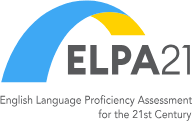 ELPA21
English Language Proficiency Assessment
for the 21st Century